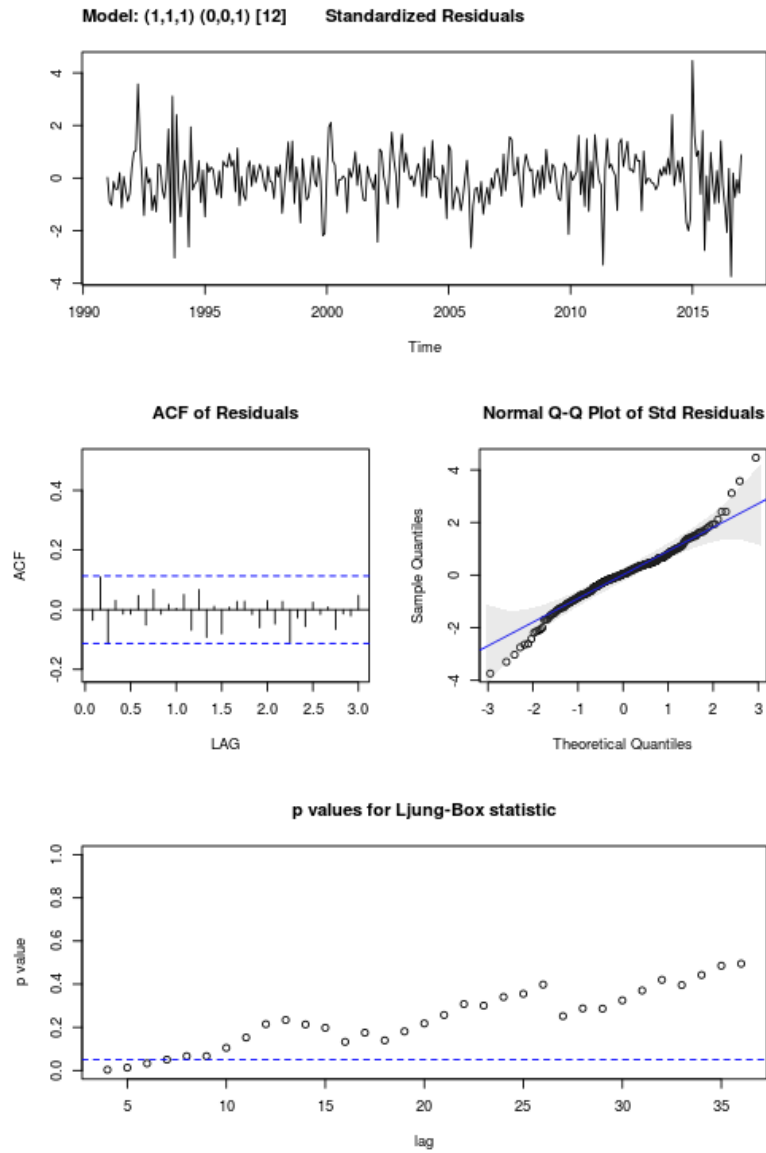 Model: (1,1,1) (0,0,1) [12] Standardized Residuals
4
2
0
-2
-4
1990 1995 2000 2005 2010 2015
Time
ACF of Residuals
ACF
0.4
0.2
0.0
-0.2
0.0 0.5 1.0 1.5 2.0 2.5 3.0
LAG
Normal Q-Q Plot of Std Residuals
Sample Quantiles
4
2
0
-2
-4
-3 -2 -1 0 1 2 3
Theoretical Quantiles
p values for Ljung-Box statistic
p value
1.0
0.8
0.6
0.4
0.2
0.0
5 10 15 20 25 30 35
lag